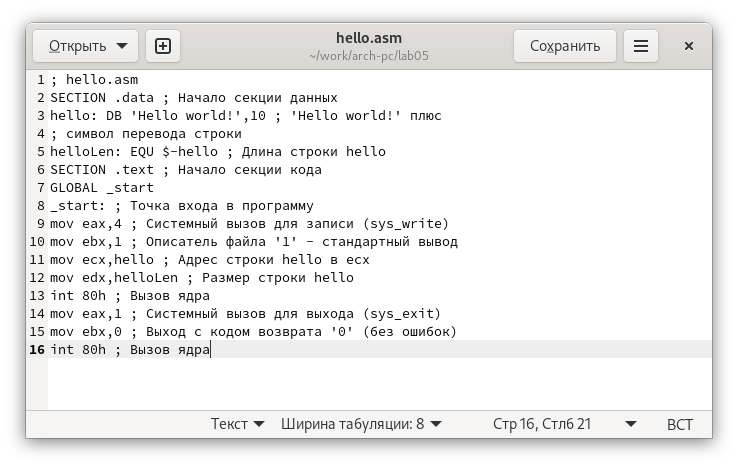 Открыть
hello.asm
~/work/arch-pc/lab05
Сохранить
1 ; hello.asm
2 SECTION .data ; Начало секции данных
3 hello: DB 'Hello world!',10 ; 'Hello world!' плюс
4 ; символ перевода строки
5 helloLen: EQU $-hello ; Длина строки hello
6 SECTION .text ; Начало секции кода
7 GLOBAL _start
8 _start: ; Точка входа в программу
9 mov eax,4 ; Системный вызов для записи (sys_write)
10 mov ebx,1 ; Описатель файла '1' - стандартный вывод
11 mov ecx,hello ; Адрес строки hello в ecx
12 mov edx,helloLen ; Размер строки hello
13 int 80h ; Вызов ядра
14 mov eax,1 ; Системный вызов для выхода (sys_exit)
15 mov ebx,0 ; Выход с кодом возврата '0' (без ошибок)
16 int 80h ; Вызов ядра
Текст Ширина табуляции: 8 Стр 16, Стлб 21 ВСТ